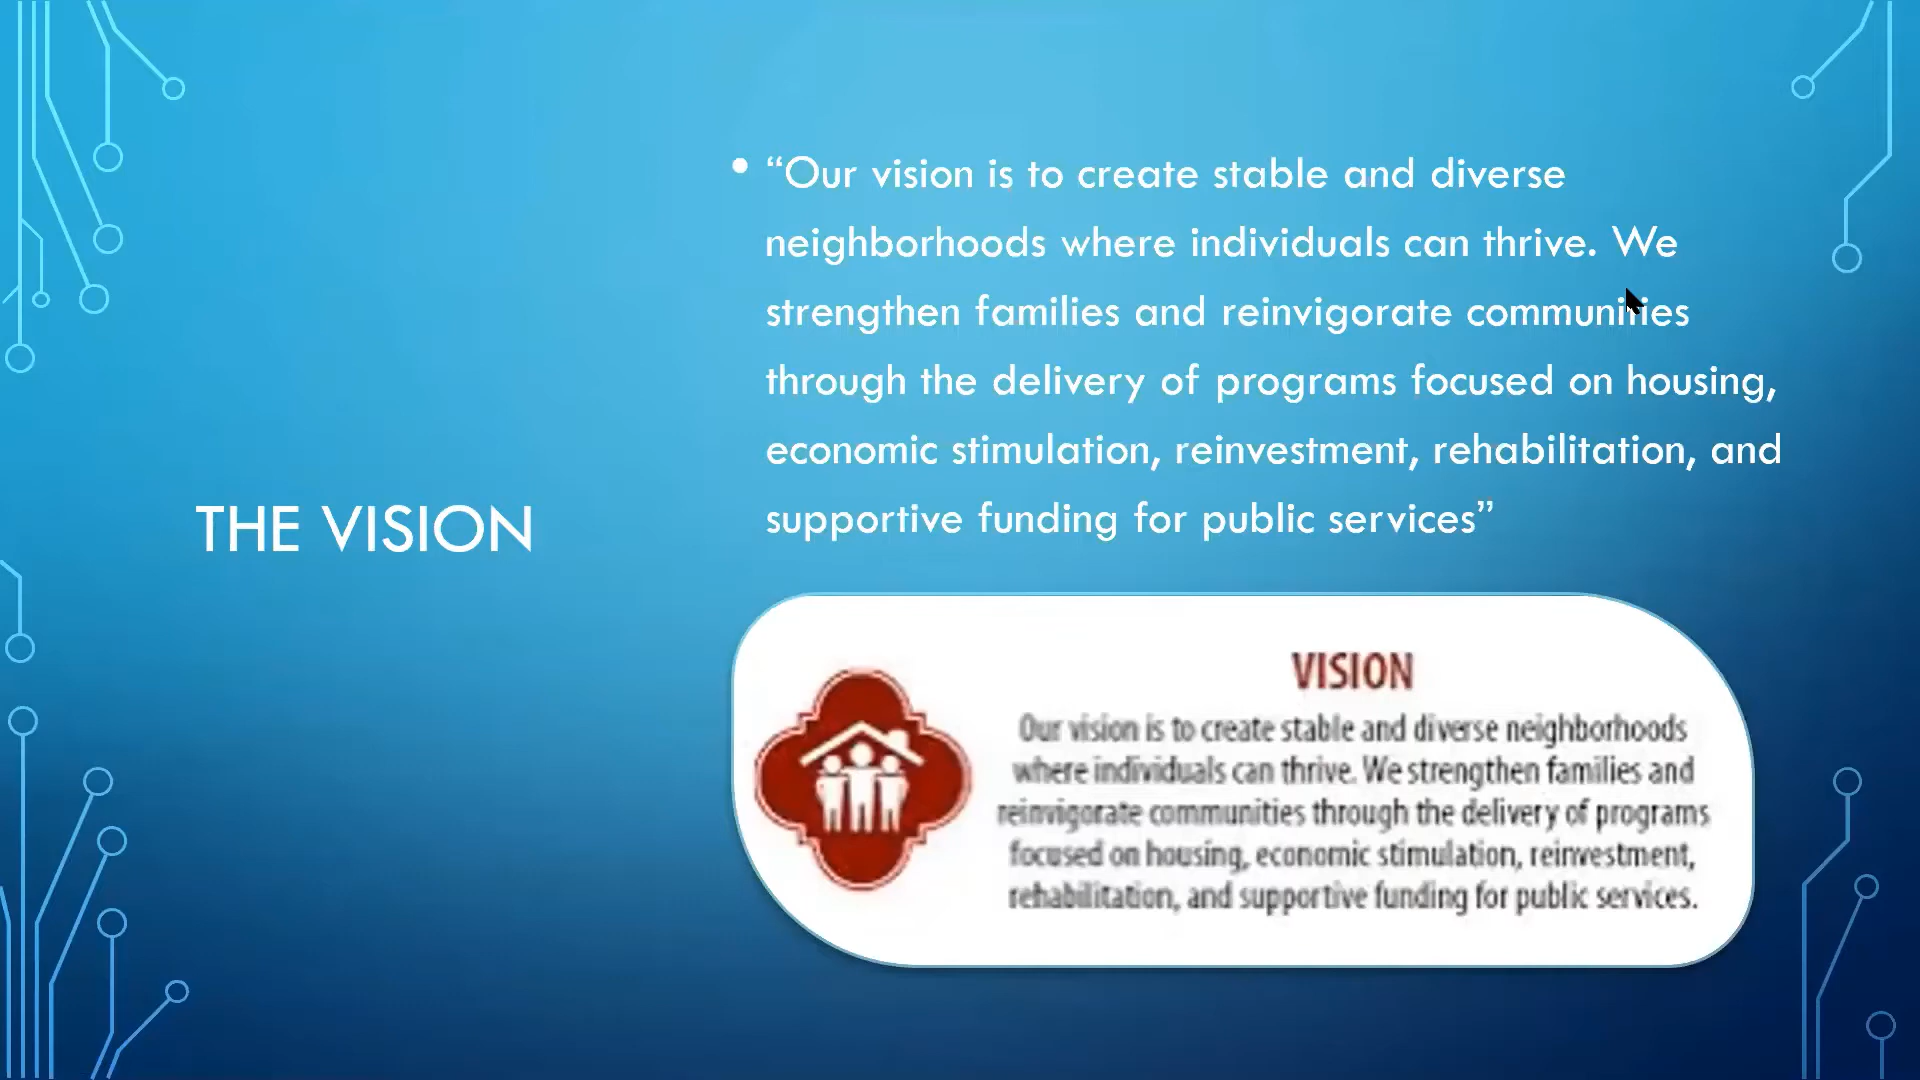 THE VISION
• “Our vision is to create stable and diverse
neighborhoods where individuals can thrive. We
strengthen families and reinvigorate communities
through the delivery of programs focused on housing,
economic stimulation, reinvestment, rehabilitation, and
supportive funding for public services”
VISION
Our vision is to create stable and diverse neighborhoods
where individuals can thrive. We strengthen families and
reinvigorate communities through the delivery of programs
focused on housing, economic stimulation, reinvestment,
rehabilitation, and supportive funding for public services.